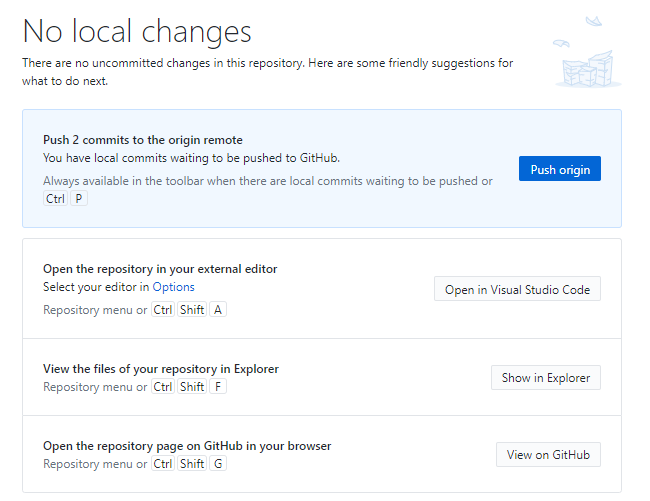 No local changes
There are no uncommitted changes in this repository. Here are some friendly suggestions for
what to do next.
Push 2 commits to the origin remote
You have local commits waiting to be pushed to GitHub.
Always available in the toolbar when there are local commits waiting to be pushed or
Ctrl P
Push origin
Open the repository in your external editor
Select your editor in Options
Repository menu or Ctrl Shift A
Open in Visual Studio Code
View the files of your repository in Explorer
Repository menu or Ctrl Shift F
Show in Explorer
Open the repository page on GitHub in your browser
Repository menu or Ctrl Shift G
View on GitHub